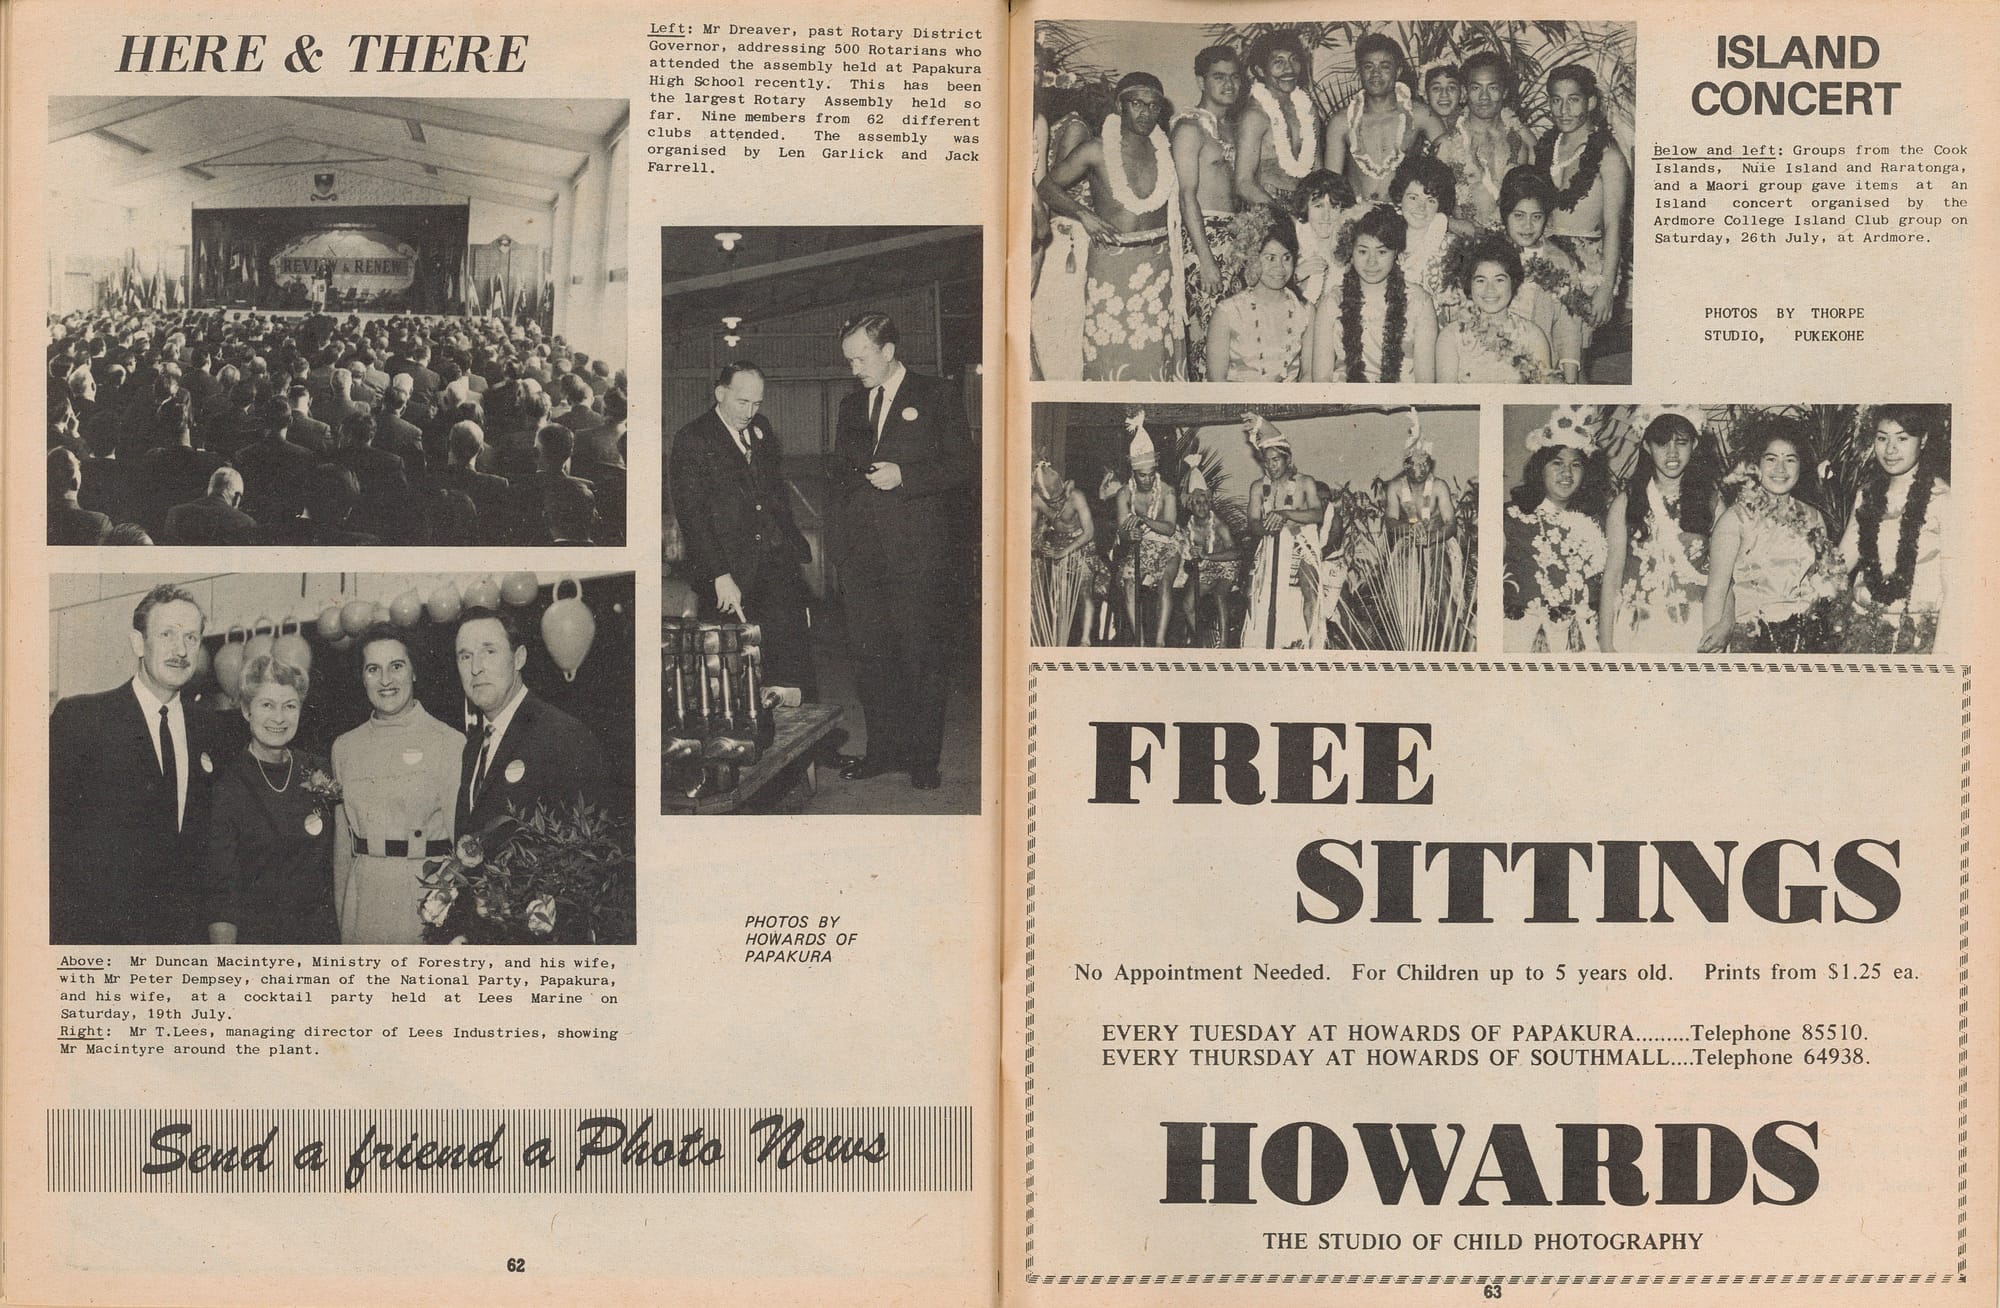 HERE & THERE
Left: Mr Dreaver, past Rotary District
Governor, addressing 500 Rotarians who
attended the assembly held at Papakura
High School recently. This has been
the largest Rotary Assembly held so
far. Nine members from 62 different
clubs attended. The assembly was
organised by Len Garlick and Jack
Farrell.
REVIEW & RENEW
PHOTOS BY
HOWARDS OF
PAPAKURA
Above: Mr Duncan Macintyre, Ministry of Forestry, and his wife,
with Mr Peter Dempsey, chairman of the National Party, Papakura,
and his wife, at a cocktail party held at Lees Marine on
Saturday, 19th July.
Right: Mr T.Lees, managing director of Lees Industries, showing
Mr Macintyre around the plant.
Send a friend a Photo News
62
ISLAND
CONCERT
Below and left: Groups from the Cook
Islands, Nuie Island and Raratonga,
and a Maori group gave items at an
Island concert organised by the
Ardmore College Island Club group on
Saturday, 26th July, at Ardmore.
PHOTOS BY THORPE
STUDIO, PUKEKOHE
FREE
SITTINGS
No Appointment Needed. For Children up to 5 years old. Prints from $1.25 ea.
EVERY TUESDAY AT HOWARDS OF PAPAKURA.........Telephone 85510.
EVERY THURSDAY AT HOWARDS OF SOUTHMALL....Telephone 64938.
HOWARDS
THE STUDIO OF CHILD PHOTOGRAPHY
63